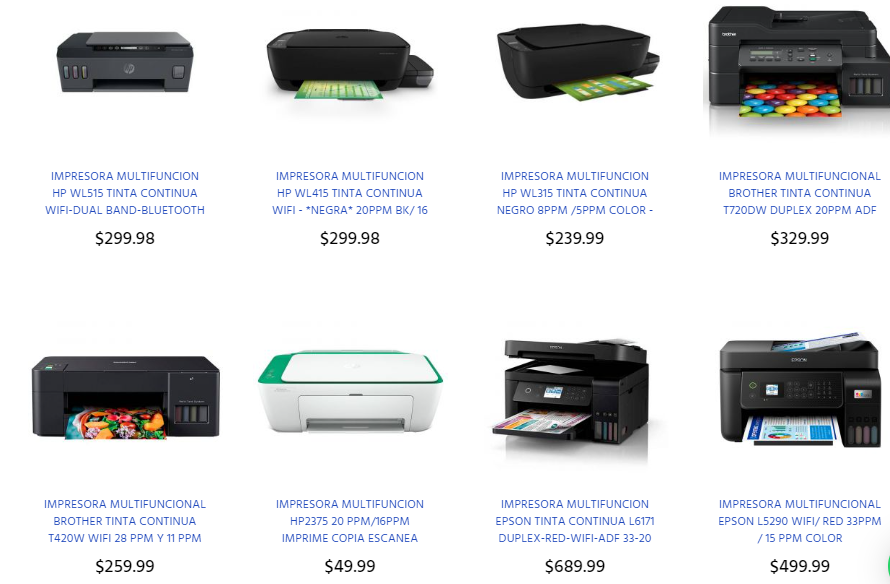 brother
hp
EPSON
EPSON
IMPRESORA MULTIFUNCION
HP WL515 TINTA CONTINUA
WIFI-DUAL BAND-BLUETOOTH
$299.98
IMPRESORA MULTIFUNCION
HP WL415 TINTA CONTINUA
WIFI - *NEGRA* 20PPM BK/ 16
$299.98
IMPRESORA MULTIFUNCION
HP WL315 TINTA CONTINUA
NEGRO 8PPM /5PPM COLOR -
$239.99
IMPRESORA MULTIFUNCIONAL
BROTHER TINTA CONTINUA
T720DW DUPLEX 20PPM ADF
$329.99
IMPRESORA MULTIFUNCIONAL
BROTHER TINTA CONTINUA
T420W WIFI 28 PPM Y 11 PPM
$259.99
IMPRESORA MULTIFUNCION
HP2375 20 PPM/16PPM
IMPRIME COPIA ESCANEA
$49.99
IMPRESORA MULTIFUNCION
EPSON TINTA CONTINUA L6171
DUPLEX-RED-WIFI-ADF 33-20
$689.99
IMPRESORA MULTIFUNCIONAL
EPSON L5290 WIFI/ RED 33PPM
/ 15 PPM COLOR
$499.99